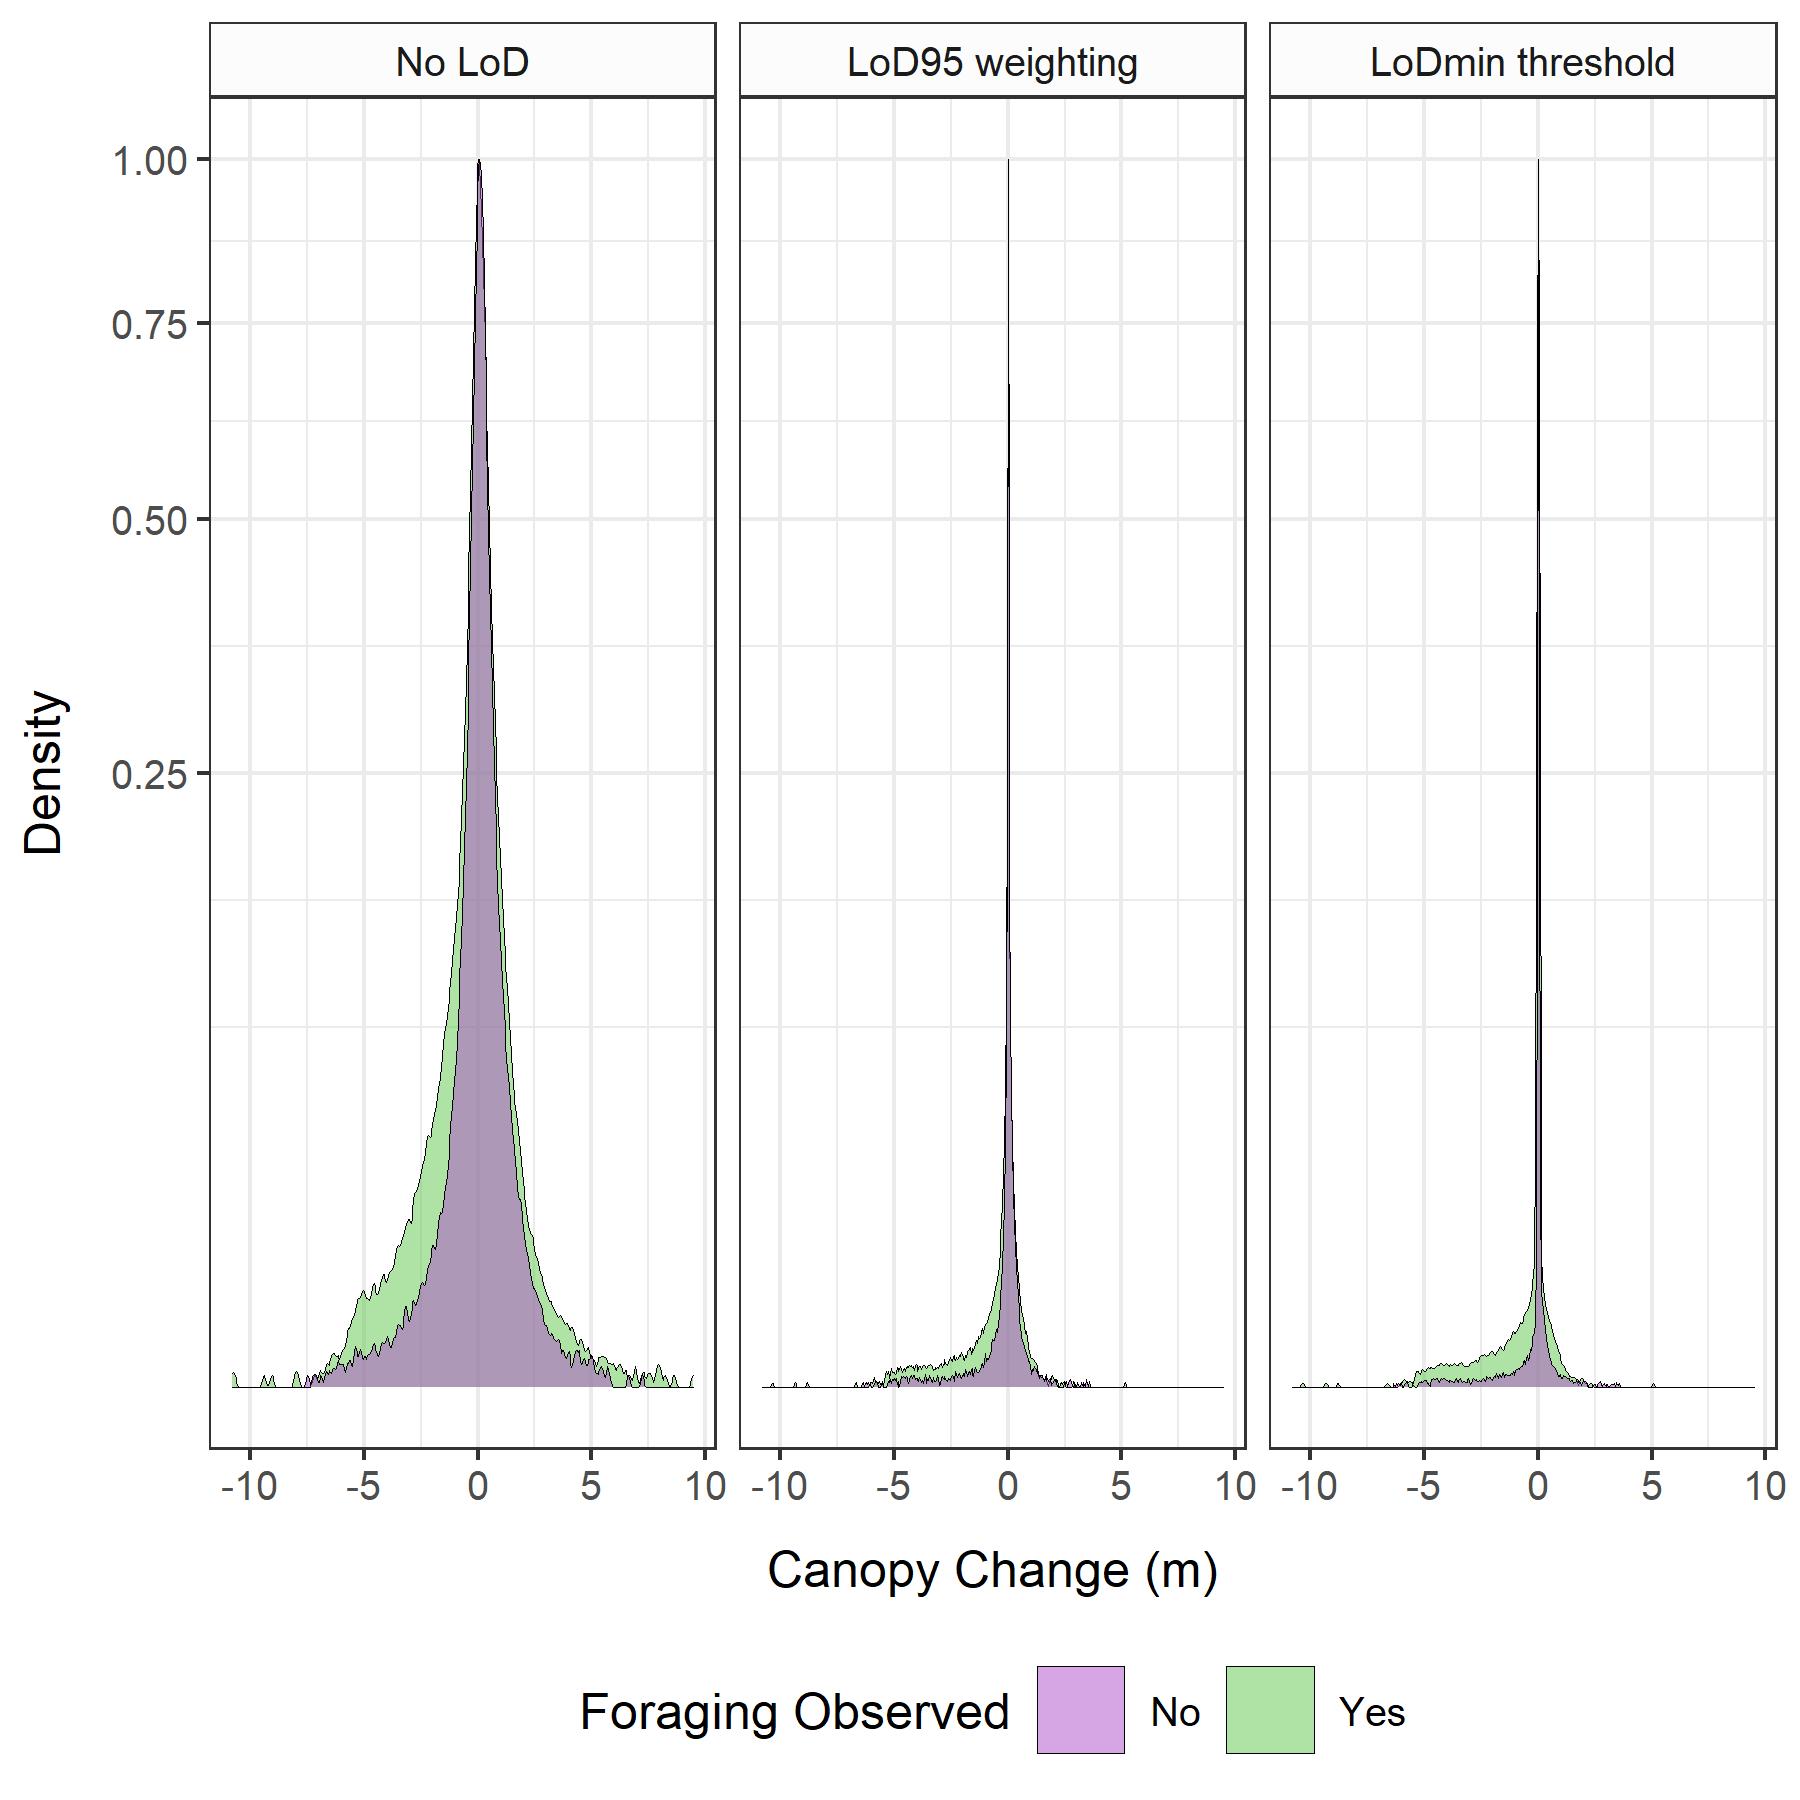 No LoD LoD95 weighting LoDmin threshold
1.00
0.75
0.50
0.25
Density
-10 -5 0 5 10 -10 -5 0 5 10 -10 -5 0 5 10
Canopy Change (m)
Foraging Observed No Yes